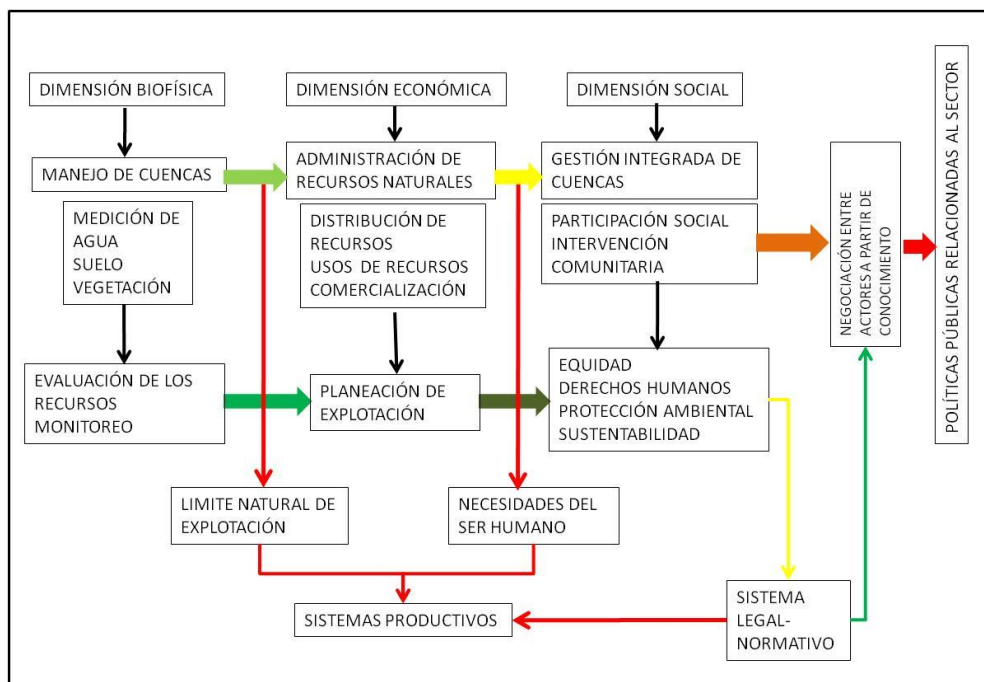 DIMENSIÓN BIOFÍSICA
DIMENSIÓN ECONÓMICA
DIMENSIÓN SOCIAL
MANEJO DE CUENCAS
ADMINISTRACIÓN DE
RECURSOS NATURALES
GESTIÓN INTEGRADA DE
CUENCAS
MEDICIÓN DE
AGUA
SUELO
VEGETACIÓN
DISTRIBUCIÓN DE
RECURSOS
USOS DE RECURSOS
COMERCIALIZACIÓN
PARTICIPACIÓN SOCIAL
INTERVENCIÓN
COMUNITARIA
EVALUACIÓN DE LOS
RECURSOS
MONITOREO
PLANEACIÓN DE
EXPLOTACIÓN
EQUIDAD
DERECHOS HUMANOS
PROTECCIÓN AMBIENTAL
SUSTENTABILIDAD
LIMITE NATURAL DE
EXPLOTACIÓN
NECESIDADES DEL
SER HUMANO
SISTEMAS PRODUCTIVOS
SISTEMA
LEGAL-
NORMATIVO
NEGOCIACIÓN ENTRE
ACTORES A PARTIR DE
CONOCIMIENTO
POLÍTICAS PÚBLICAS RELACIONADAS AL SECTOR